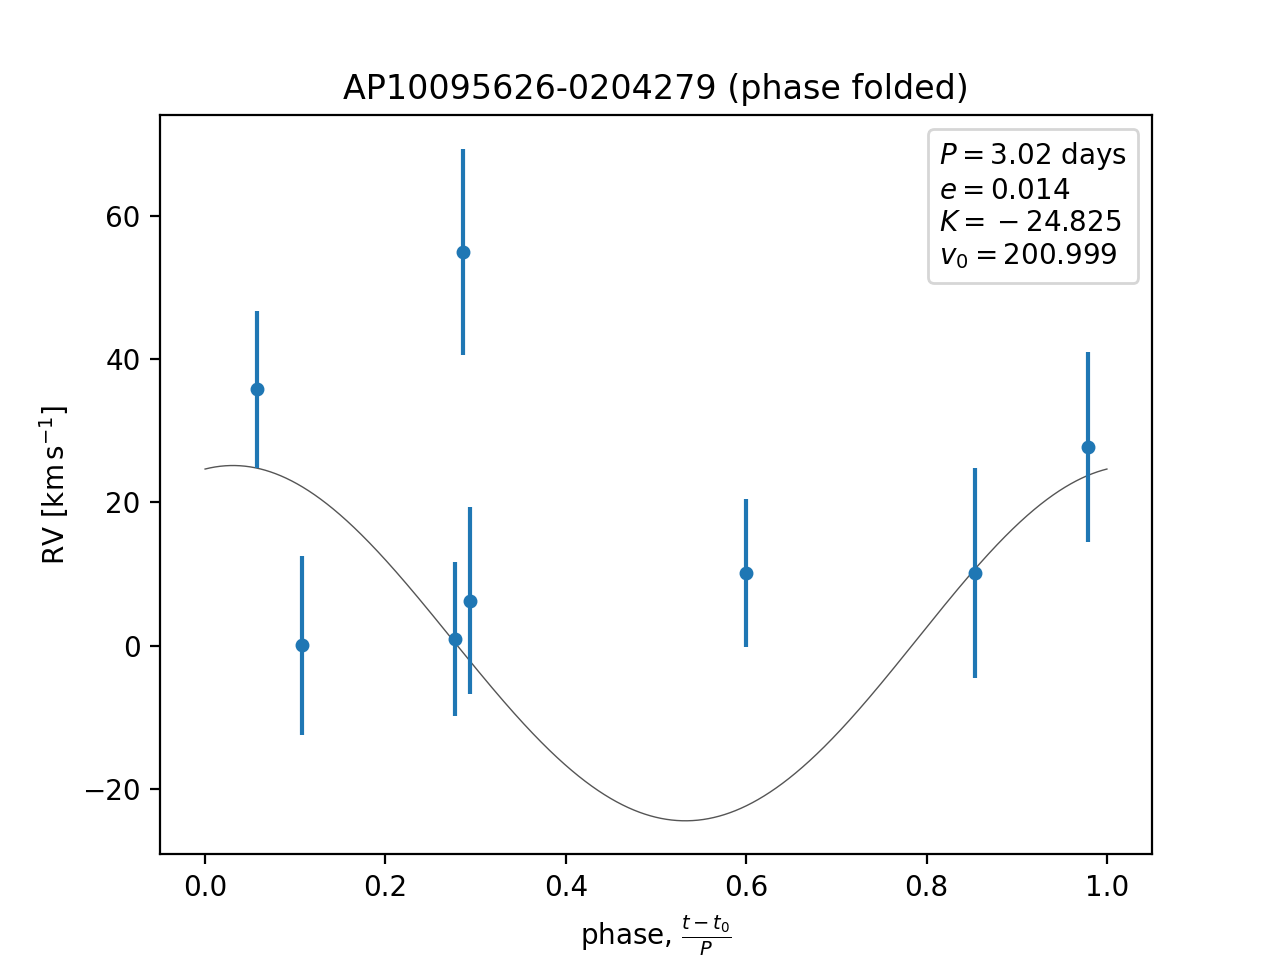 AP10095626-0204279 (phase folded)
P = 3.02 days
e = 0.014
K = −24.825
v₀ = 200.999
60
40
20
0
−20
RV [km s⁻¹]
0.0 0.2 0.4 0.6 0.8 1.0
phase, (t − t₀)/P